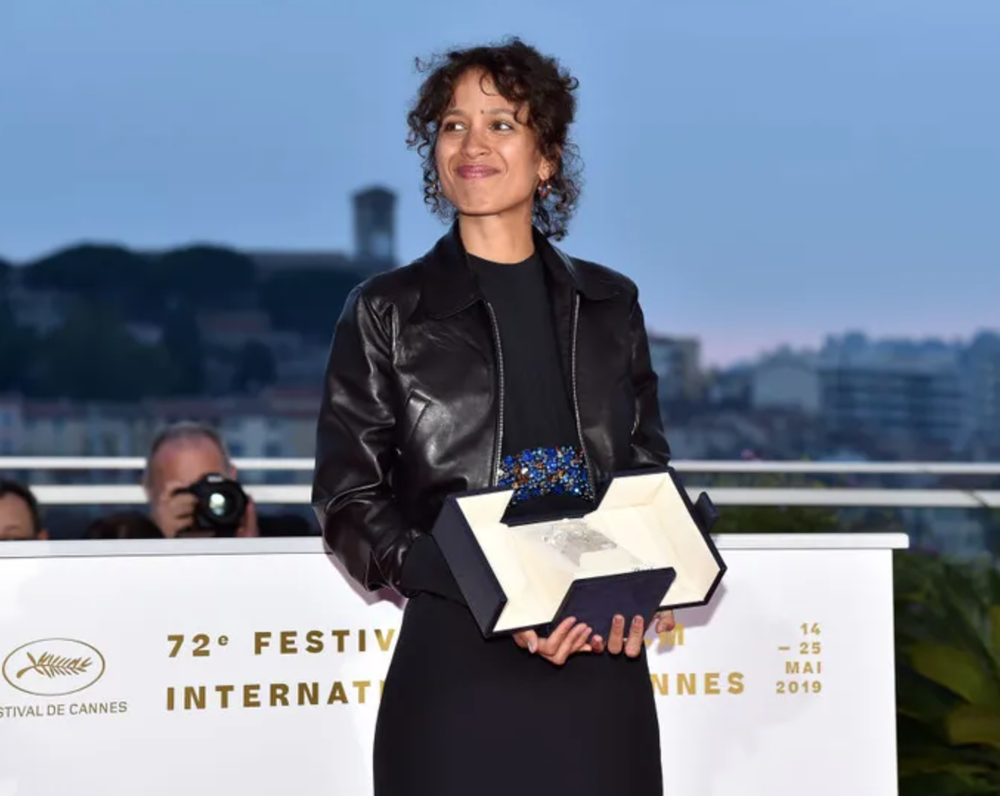 72e FESTIV M
INTERNAT NNES
14
– 25
MAI
2019
STIVAL DE CANNES